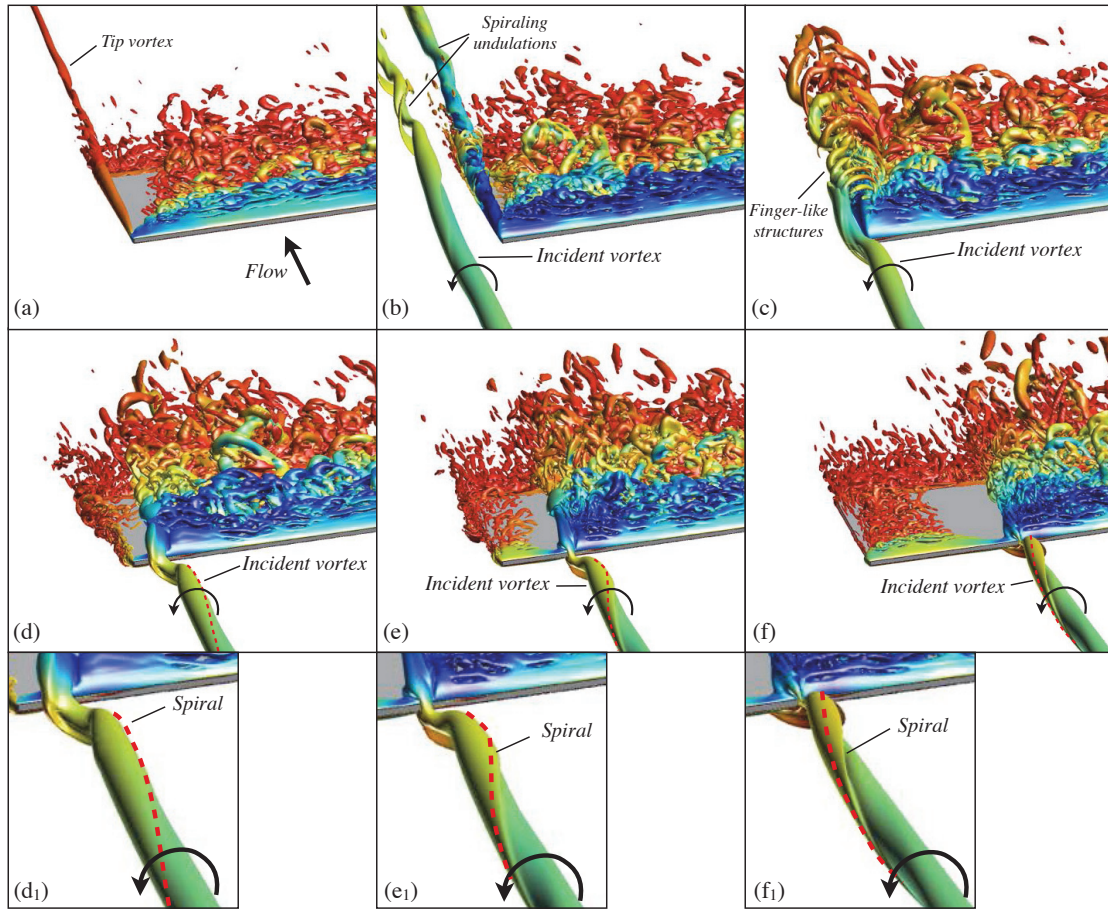 Tip vortex
Flow
(a)
Spiraling
undulations
Incident vortex
(b)
Finger-like
structures
Incident vortex
(c)
Incident vortex
(d)
Incident vortex
(e)
Incident vortex
(f)
Spiral
(d₁)
Spiral
(e₁)
Spiral
(f₁)